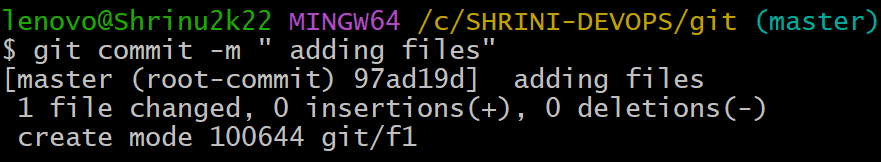 lenovo@Shrinu2k22 MINGW64 /c/SHRINI-DEVOPS/git (master)
$ git commit -m " adding files"
[master (root-commit) 97ad19d]  adding files
 1 file changed, 0 insertions(+), 0 deletions(-)
 create mode 100644 git/f1